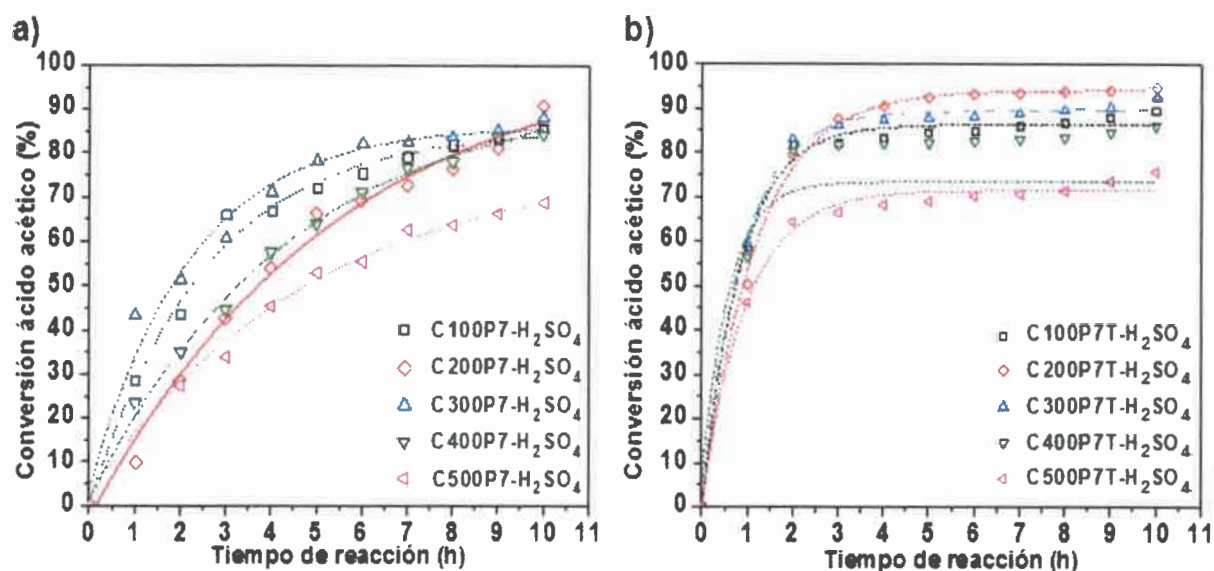 a)
Conversión ácido acético (%)
100
90
80
70
60
50
40
30
20
10
0
0 1 2 3 4 5 6 7 8 9 10 11
Tiempo de reacción (h)
C100P7-H₂SO₄
C200P7-H₂SO₄
C300P7-H₂SO₄
C400P7-H₂SO₄
C500P7-H₂SO₄
b)
Conversión ácido acético (%)
100
90
80
70
60
50
40
30
20
10
0
0 1 2 3 4 5 6 7 8 9 10 11
Tiempo de reacción (h)
C100P7T-H₂SO₄
C200P7T-H₂SO₄
C300P7T-H₂SO₄
C400P7T-H₂SO₄
C500P7T-H₂SO₄